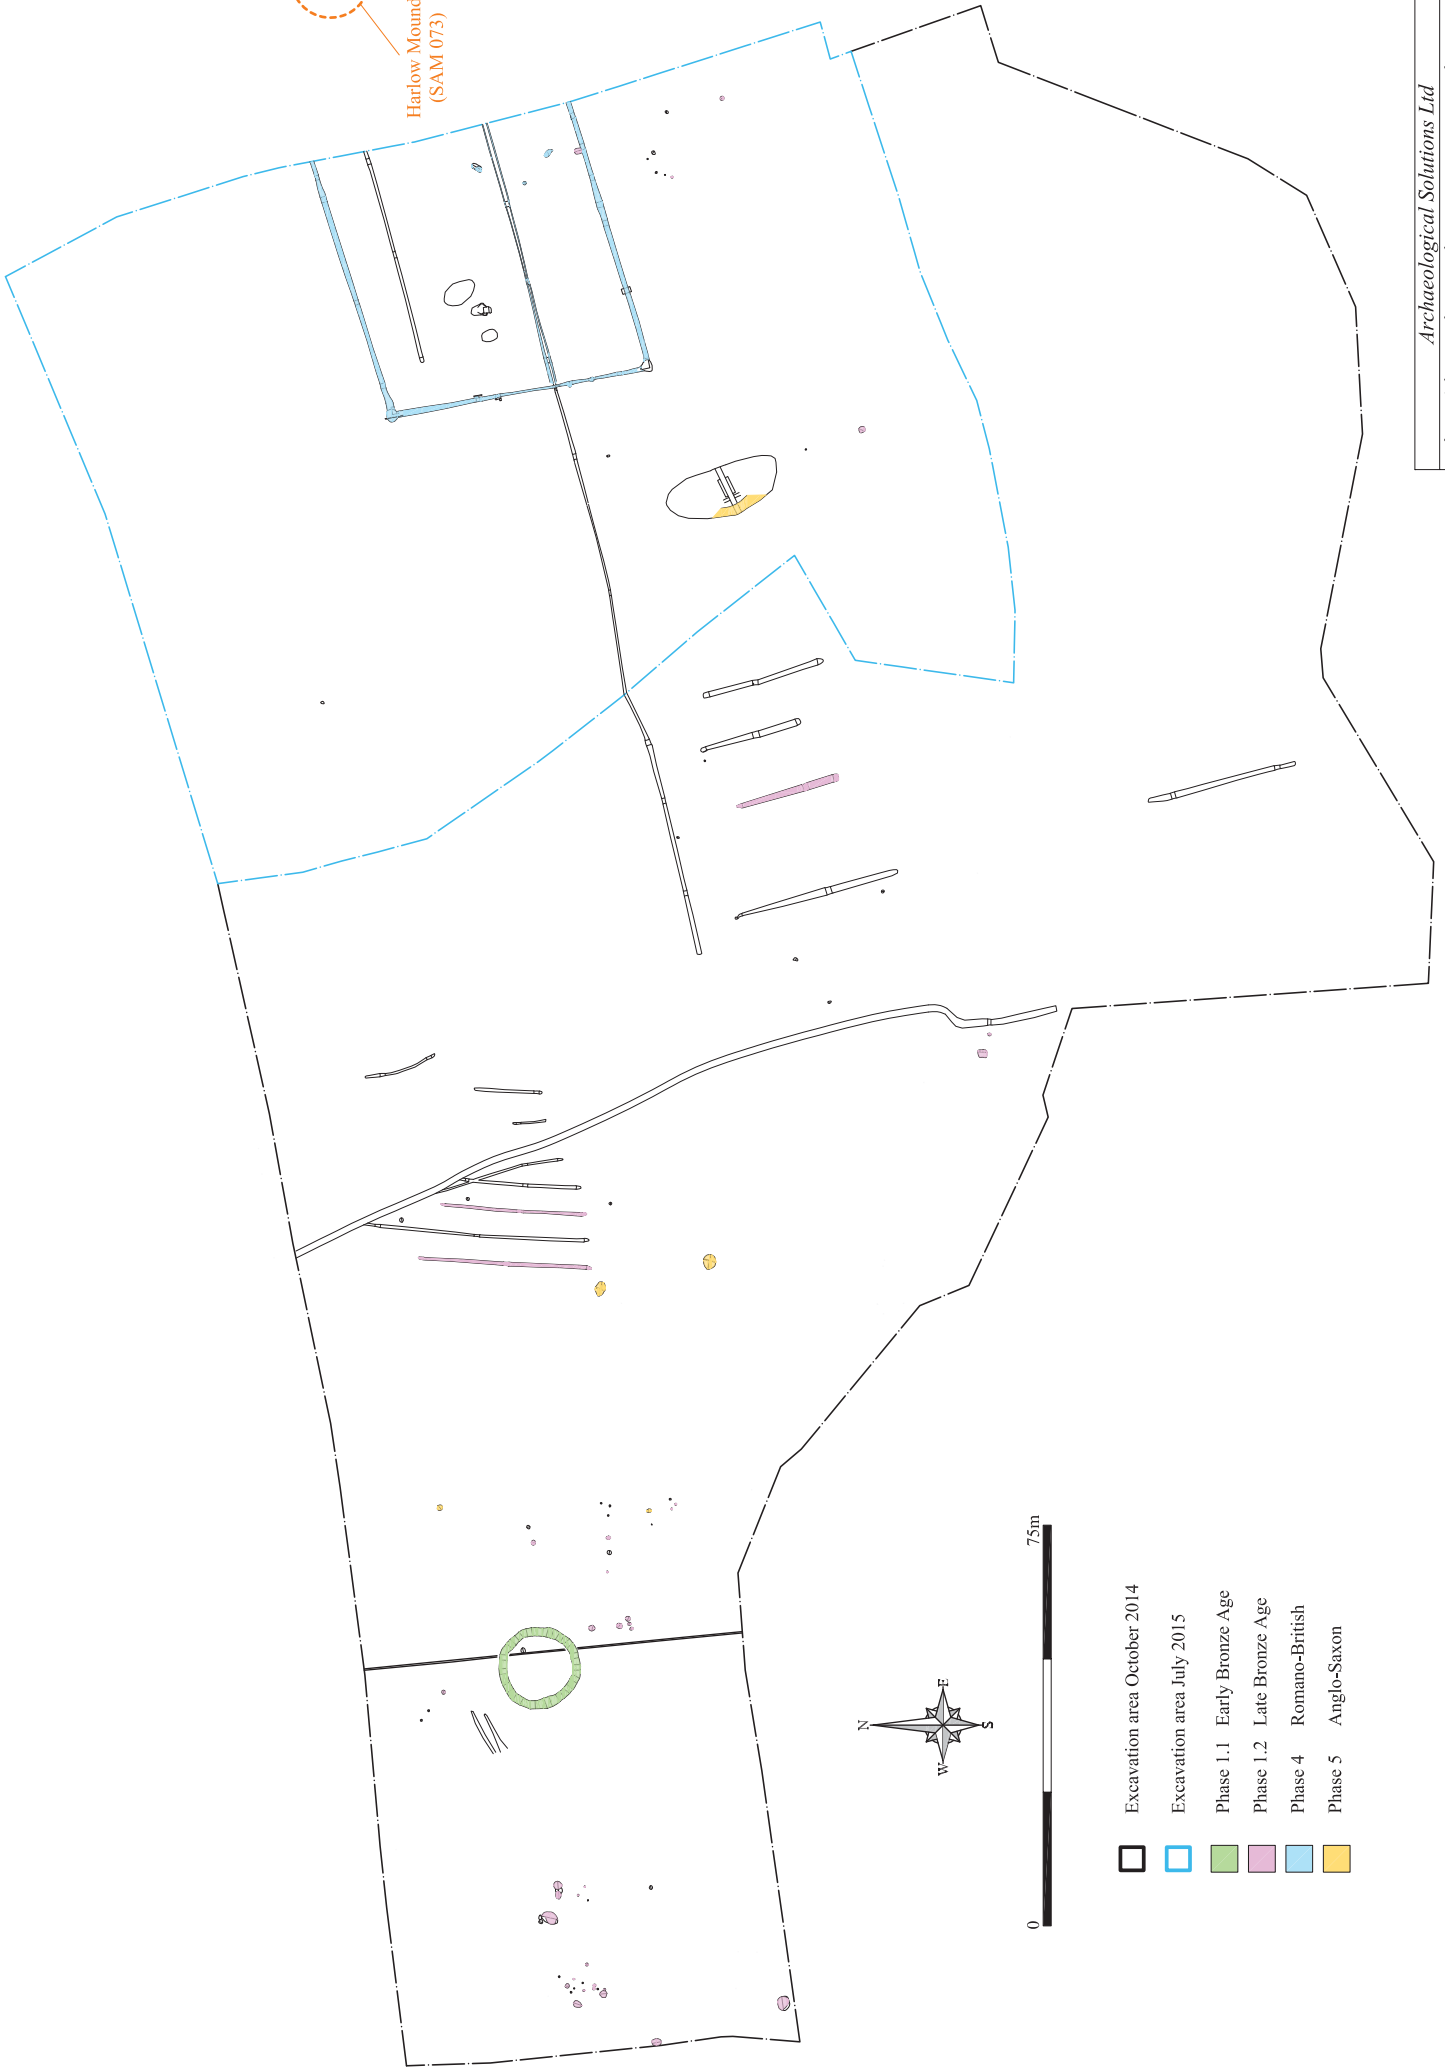 Harlow Mound
(SAM 073)
N
E
S
W
0
75m
Excavation area October 2014
Excavation area July 2015
Phase 1.1 Early Bronze Age
Phase 1.2 Late Bronze Age
Phase 4 Romano-British
Phase 5 Anglo-Saxon
Archaeological Solutions Ltd